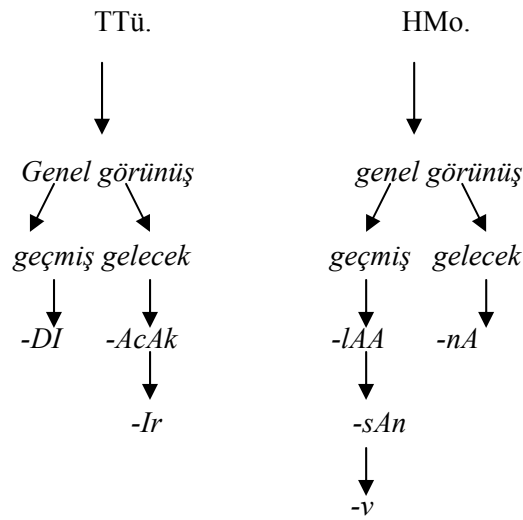 TTü. HMo.
Genel görünüş genel görünüş
geçmiş gelecek geçmiş gelecek
-DI -AcAk -lAA -nA
-Ir -sAn
-v